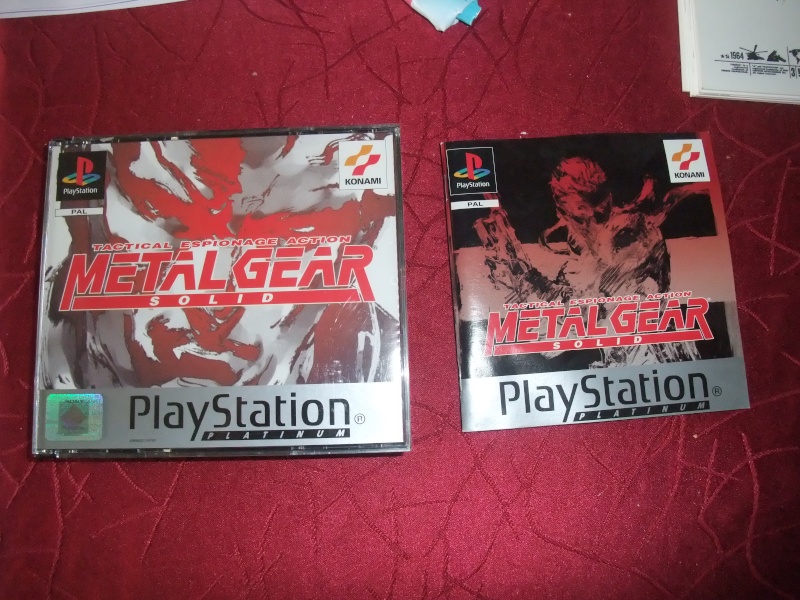 PlayStation
PAL
KONAMI
TACTICAL ESPIONAGE ACTION
METAL GEAR
SOLID
PlayStation®
PLATINUM
PlayStation
PAL
KONAMI
TACTICAL ESPIONAGE ACTION
METAL GEAR
SOLID
PlayStation®
PLATINUM
1964